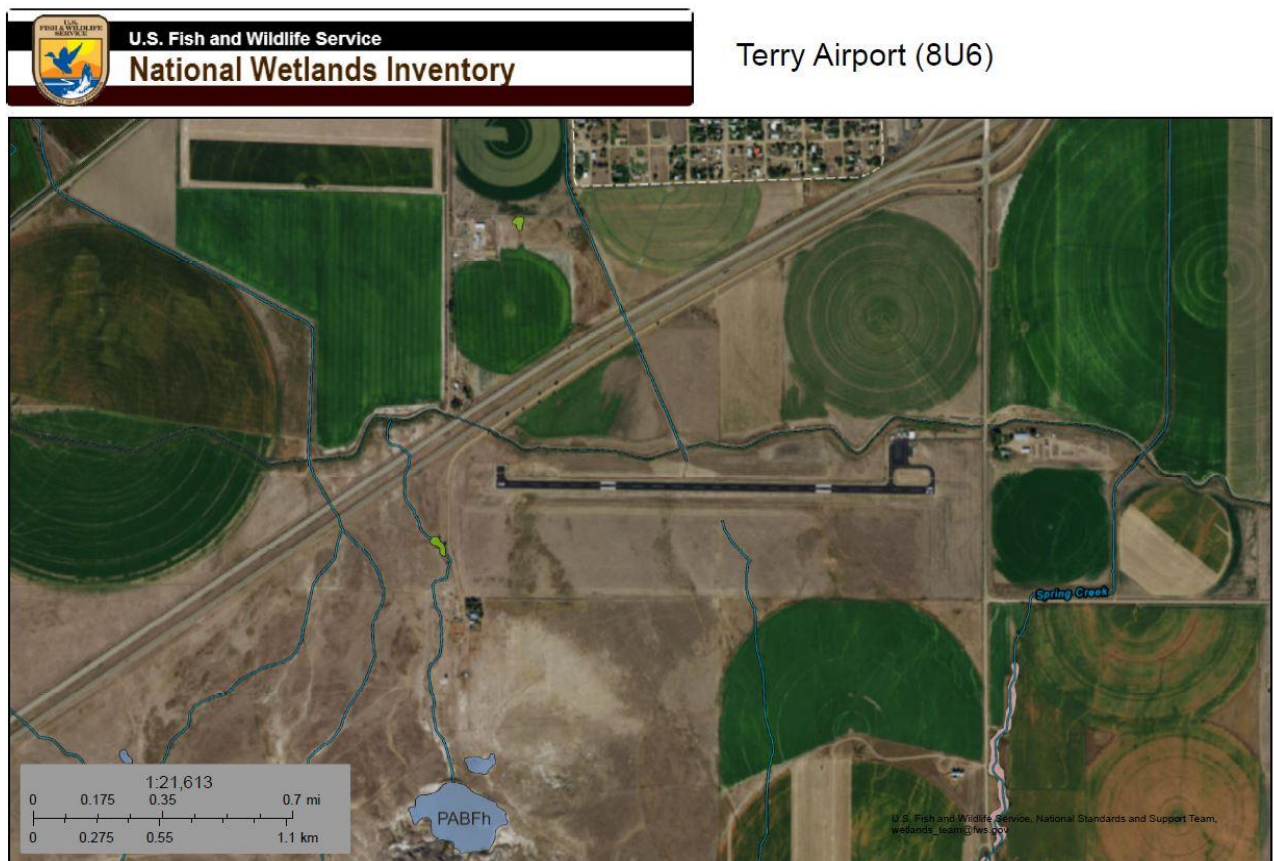 U.S.
FISH & WILDLIFE
SERVICE
U.S. Fish and Wildlife Service
National Wetlands Inventory
Terry Airport (8U6)
Spring Creek
PABFh
1:21,613
0 0.175 0.35 0.7 mi
0 0.275 0.55 1.1 km
U.S. Fish and Wildlife Service, National Standards and Support Team,
wetlands_team@fws.gov